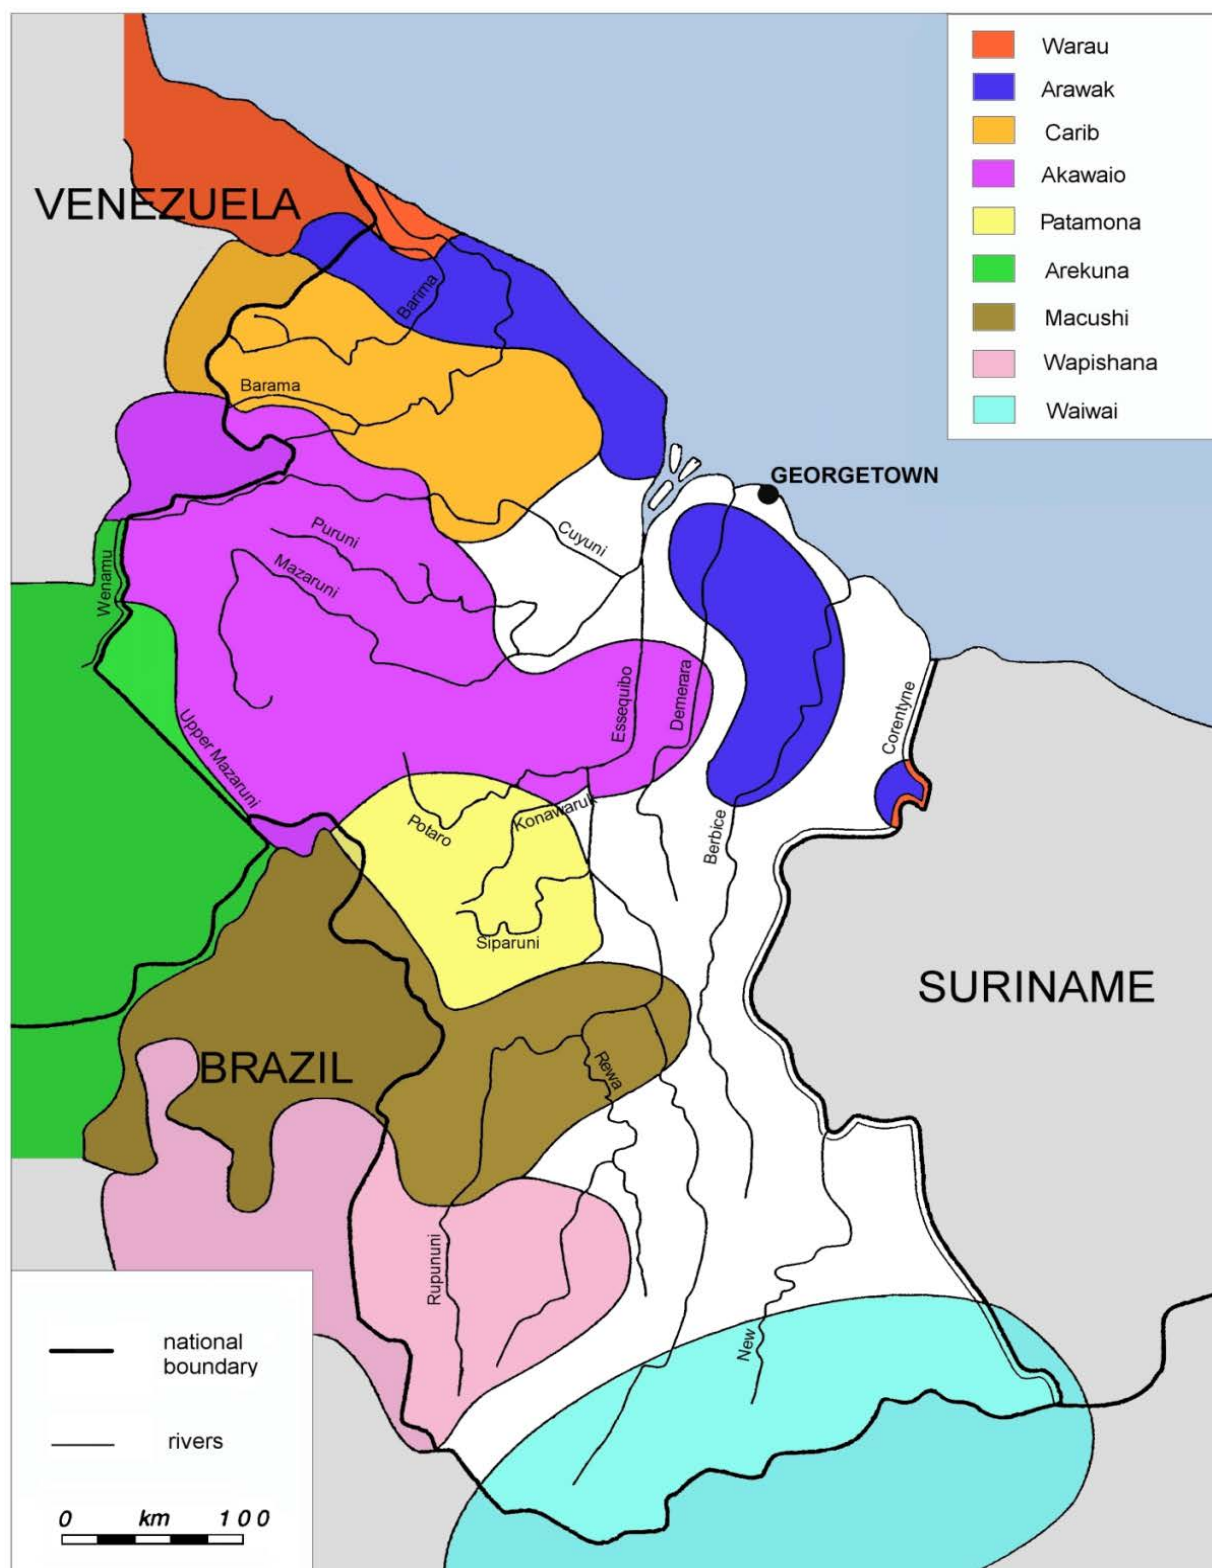 Warau
Arawak
Carib
Akawaio
Patamona
Arekuna
Macushi
Wapishana
Waiwai
VENEZUELA
Barima
Barama
GEORGETOWN
Cuyuni
Puruni
Mazaruni
Wenamu
Essequibo
Demerara
Corentyne
Upper Mazaruni
Potaro
Konawaruk
Berbice
Siparuni
SURINAME
BRAZIL
Rewa
Rupununi
New
national
boundary
rivers
0 km 100